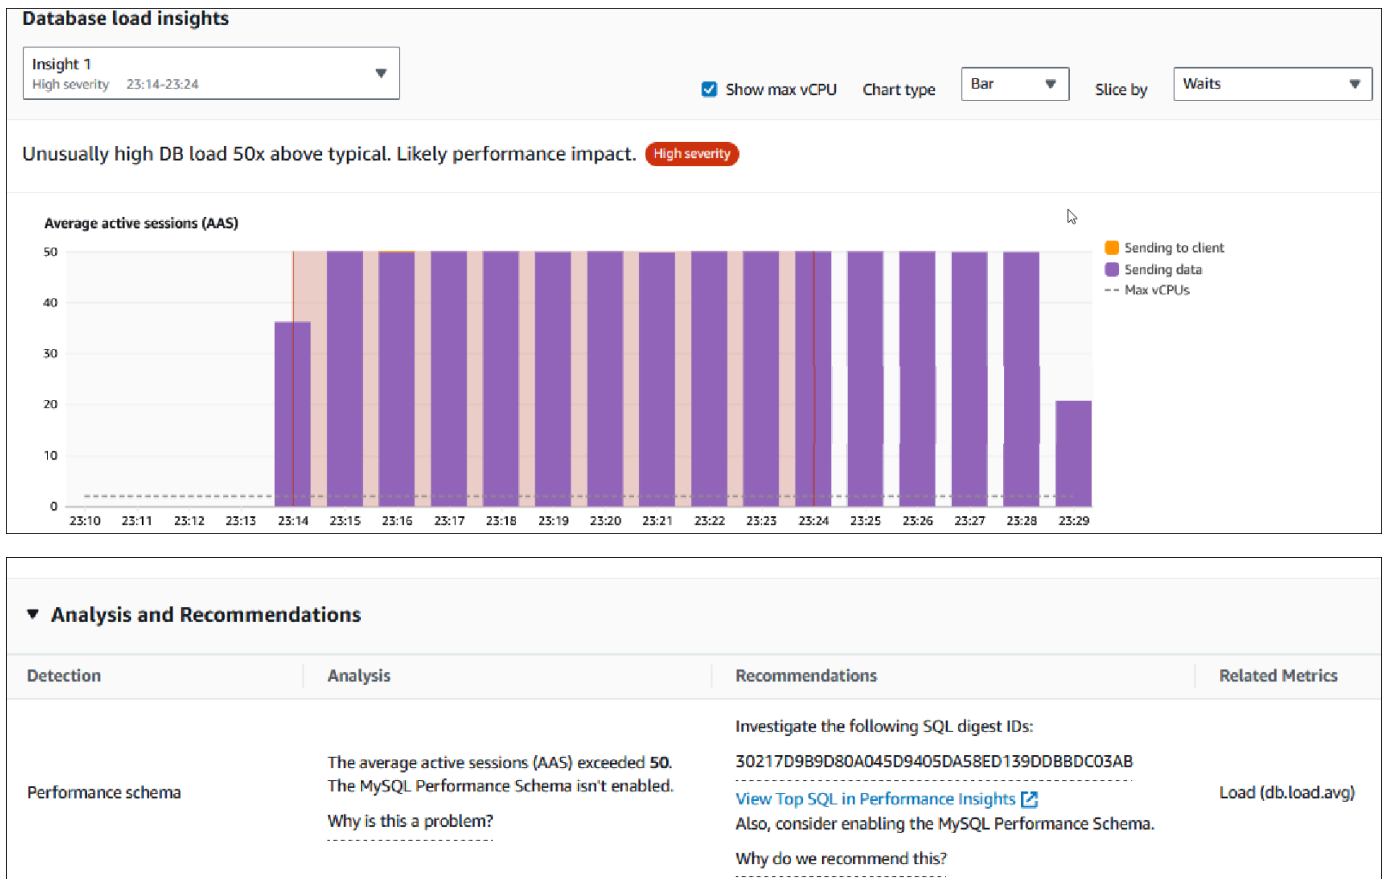 Database load insights
Insight 1
High severity 23:14-23:24
Show max vCPU Chart type Bar Slice by Waits
Unusually high DB load 50x above typical. Likely performance impact. High severity
Average active sessions (AAS)
50
40
30
20
10
0
23:10 23:11 23:12 23:13 23:14 23:15 23:16 23:17 23:18 23:19 23:20 23:21 23:22 23:23 23:24 23:25 23:26 23:27 23:28 23:29
Sending to client
Sending data
Max vCPUs
Analysis and Recommendations
Detection Analysis Recommendations Related Metrics
Performance schema
The average active sessions (AAS) exceeded 50.
The MySQL Performance Schema isn't enabled.
Why is this a problem?
Investigate the following SQL digest IDs:
30217D9B9D80A045D9405DA58ED139DDBBDC03AB
View Top SQL in Performance Insights
Also, consider enabling the MySQL Performance Schema.
Why do we recommend this?
Load (db.load.avg)